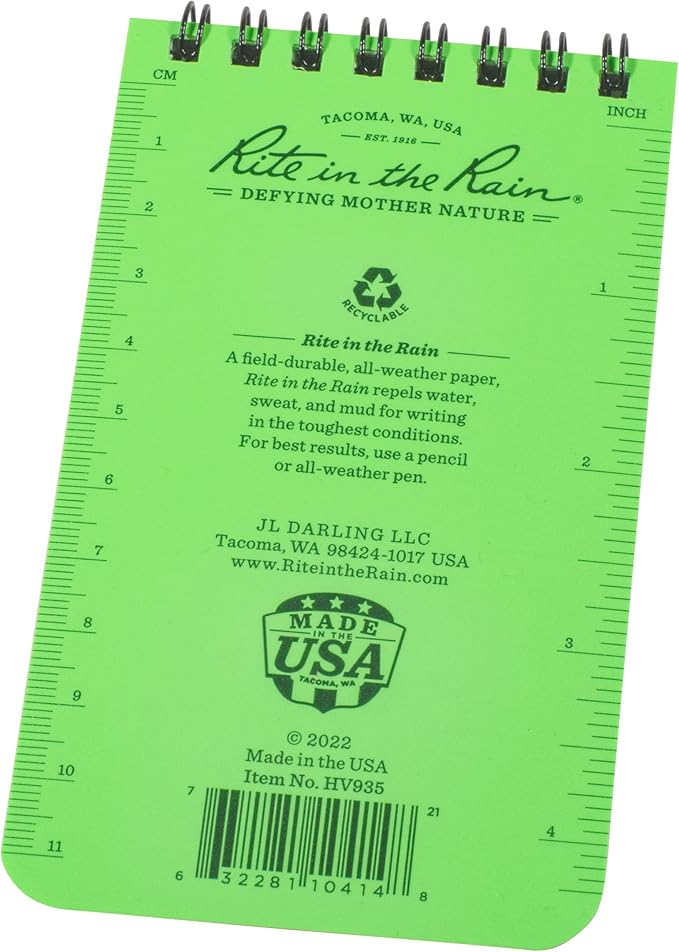 CM
INCH
TACOMA, WA, USA
EST. 1916
Rite in the Rain®
DEFYING MOTHER NATURE
1
2
3
4
5
6
7
8
9
10
11
1
2
3
4
RECYCLABLE
Rite in the Rain
A field-durable, all-weather paper,
Rite in the Rain repels water,
sweat, and mud for writing
in the toughest conditions.
For best results, use a pencil
or all-weather pen.
JL DARLING LLC
Tacoma, WA 98424-1017 USA
www.RiteintheRain.com
MADE
IN THE
USA
TACOMA, WA
© 2022
Made in the USA
Item No. HV935
7
21
6 32281 10414 8